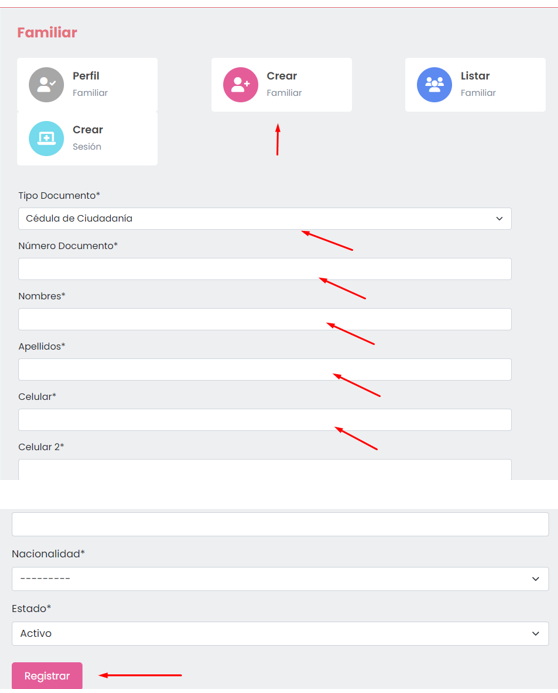 Familiar
Perfil
Familiar
Crear
Familiar
Listar
Familiar
Crear
Sesión
Tipo Documento*
Cédula de Ciudadania
Número Documento*
Nombres*
Apellidos*
Celular*
Celular 2*
Nacionalidad*
---------
Estado*
Activo
Registrar